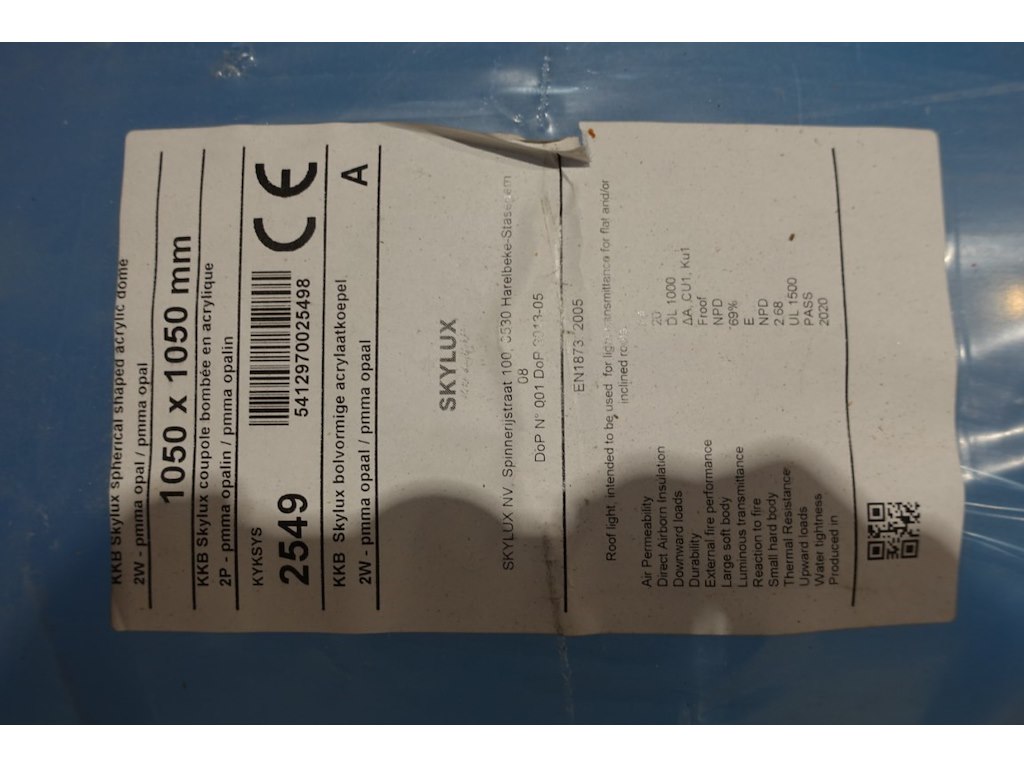 KKB Skylux spherical shaped acrylic dome
2W - pmma opal / pmma opal
1050 x 1050 mm
KKB Skylux coupole bombée en acrylique
2P - pmma opalin / pmma opalin
KYKSYS
2549
5412970025498
CE
KKB Skylux bolvormige acrylaatkoepel
2W - pmma opaal / pmma opaal
A
SKYLUX
SKYLUX NV, Spinnerijstraat 100, 8530 Harelbeke-Stasegem
08
DoP N° 001 DoP 2013-05
EN1873: 2005
Roof light, intended to be used for light transmittance for flat and/or
inclined roofs
Air Permeability
Direct Airborn Insulation 20
Downward loads DL 1000
Durability ΔA, CU1, Ku1
External fire performance Froof
Large soft body NPD
Luminous transmittance 69%
Reaction to fire E
Small hard body NPD
Thermal Resistance 2.68
Upward loads UL 1500
Water tightness PASS
Produced in 2020